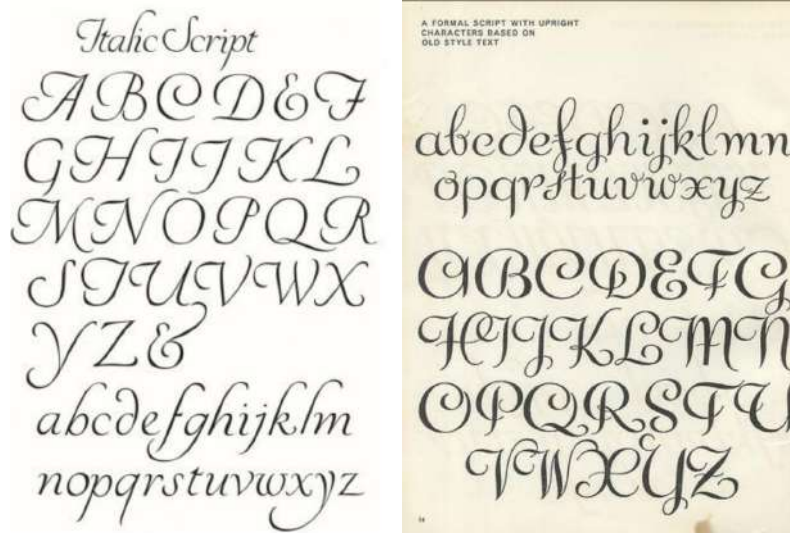 Italic Script
ABCDEF
GHIJKL
MNOPQR
STUVWX
YZ&
abcdefghijklm
nopqrstuvwxyz
A FORMAL SCRIPT WITH UPRIGHT
CHARACTERS BASED ON
OLD STYLE TEXT
abcdefghijklmn
opqrstuvwxyz
ABCDEFG
HIJKLMN
OPQRSTU
VWXYZ